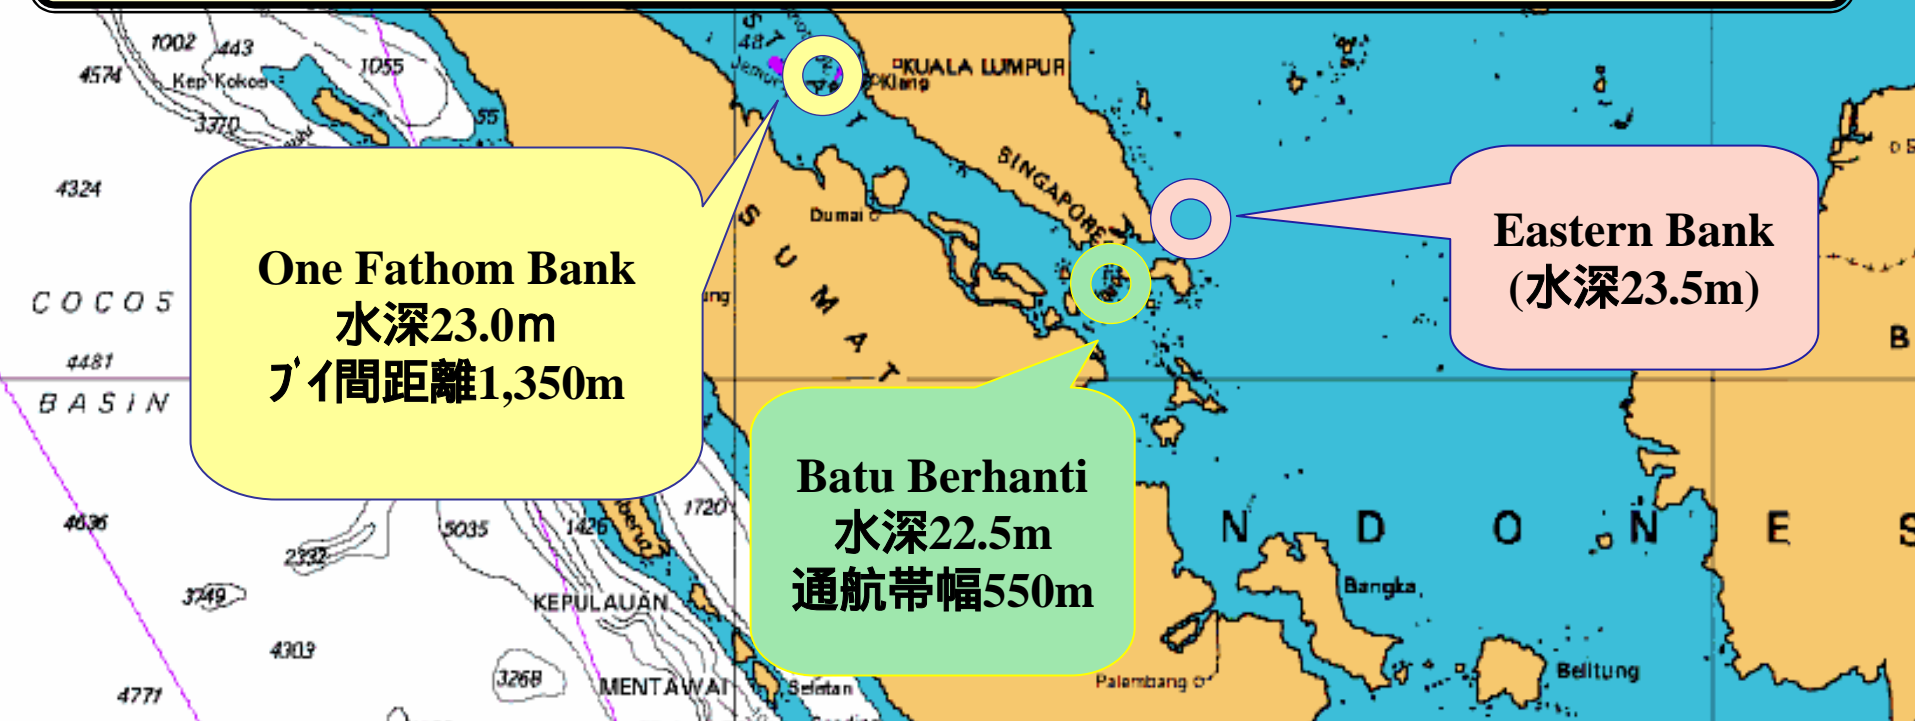 1002
443
4574
Kep Kokos
1055
3370
55
48
KUALA LUMPUR
Klang
4324
SINGAPORE
Dumai
S U M A T
COCOS
4481
BASIN
One Fathom Bank
水深23.0m
ブイ間距離1,350m
Eastern Bank
(水深23.5m)
B
Batu Berhanti
水深22.5m
通航帯幅550m
N D O N E S
4636
5035
1426
1720
2332
3749
KEPULAUAN
Bangka
4303
3268
MENTAWAI
Selatan
Palembang
Belitung
4771